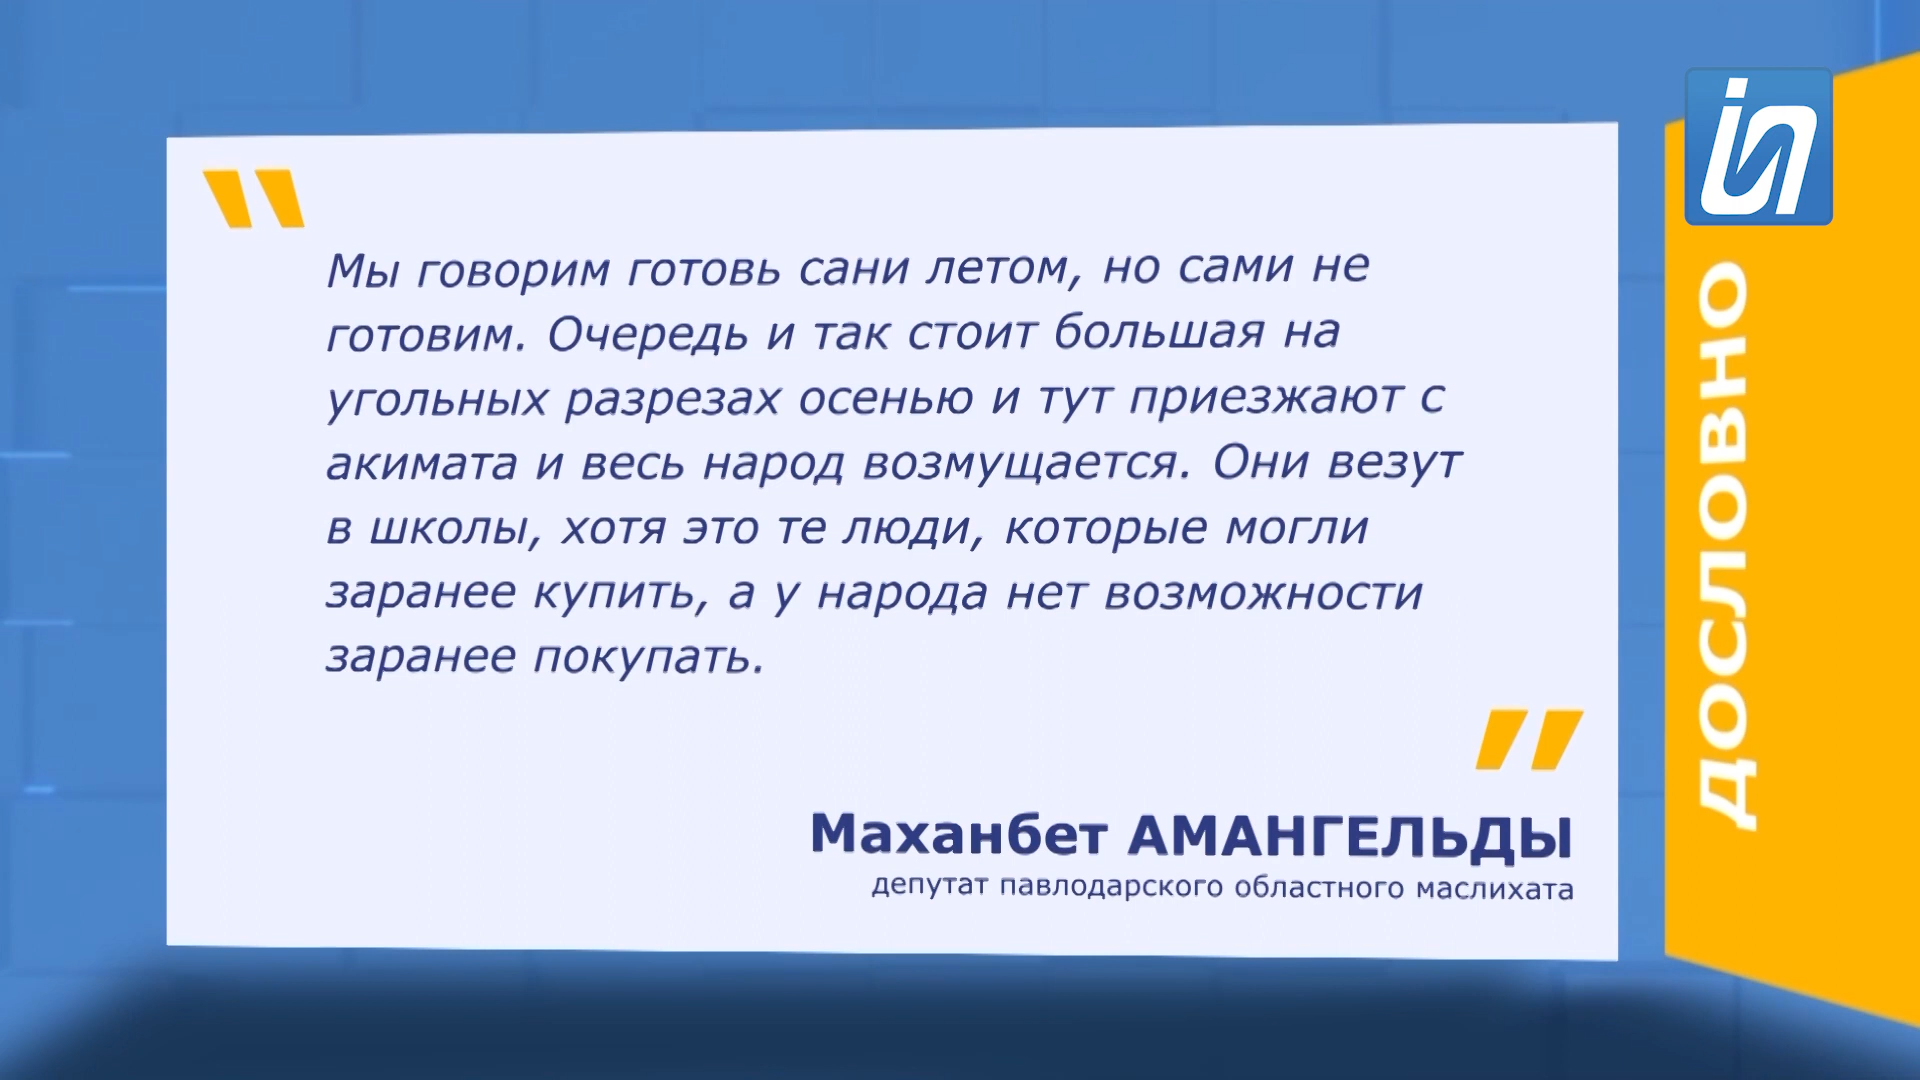 Мы говорим готовь сани летом, но сами не
готовим. Очередь и так стоит большая на
угольных разрезах осенью и тут приезжают с
акимата и весь народ возмущается. Они везут
в школы, хотя это те люди, которые могли
заранее купить, а у народа нет возможности
заранее покупать.
Маханбет АМАНГЕЛЬДЫ
депутат павлодарского областного маслихата
ДОСЛОВНО